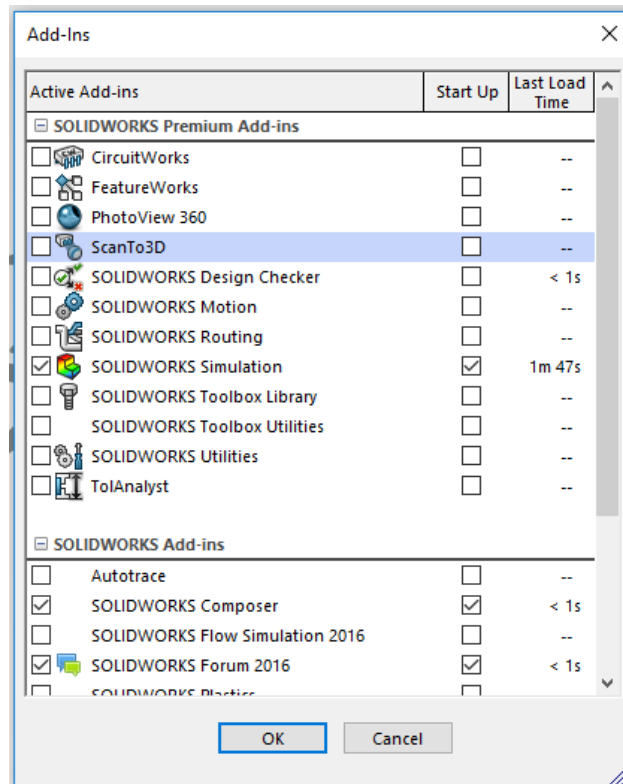 Add-Ins
Active Add-ins Start Up Last Load Time
SOLIDWORKS Premium Add-ins
CircuitWorks --
FeatureWorks --
PhotoView 360 --
ScanTo3D --
SOLIDWORKS Design Checker < 1s
SOLIDWORKS Motion --
SOLIDWORKS Routing --
SOLIDWORKS Simulation 1m 47s
SOLIDWORKS Toolbox Library --
SOLIDWORKS Toolbox Utilities --
SOLIDWORKS Utilities --
TolAnalyst --
SOLIDWORKS Add-ins
Autotrace --
SOLIDWORKS Composer < 1s
SOLIDWORKS Flow Simulation 2016 --
SOLIDWORKS Forum 2016 < 1s
SOLIDWORKS Plastics
OK Cancel